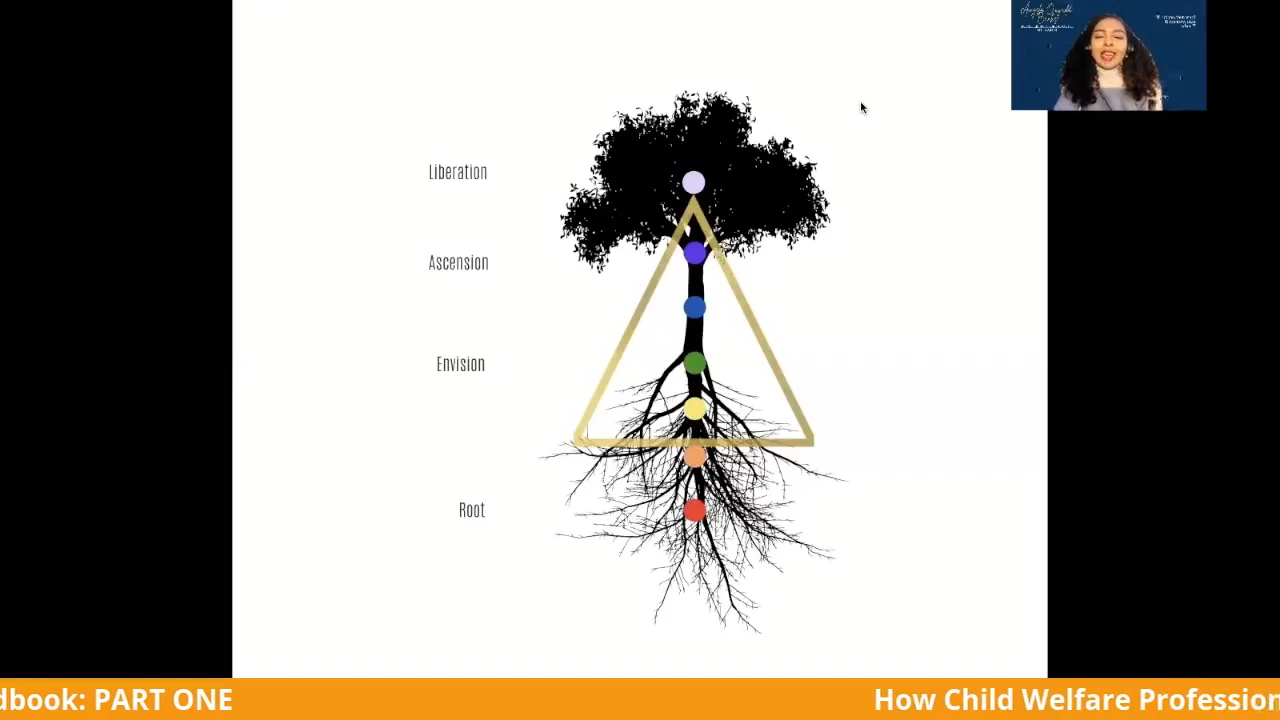 Liberation
Ascension
Envision
Root
dbook: PART ONE
How Child Welfare Profession